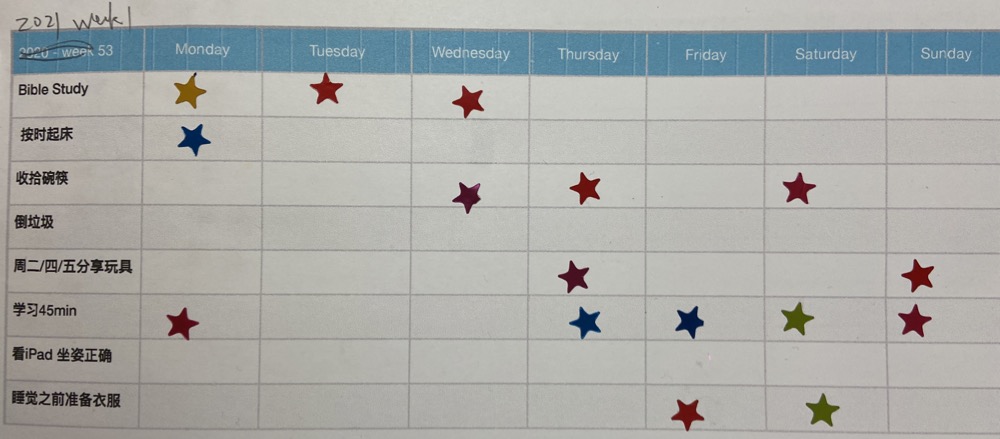 2021 week 1
2020 - week 53 Monday Tuesday Wednesday Thursday Friday Saturday Sunday
Bible Study
按时起床
收拾碗筷
倒垃圾
周二/四/五分享玩具
学习45min
看iPad 坐姿正确
睡觉之前准备衣服